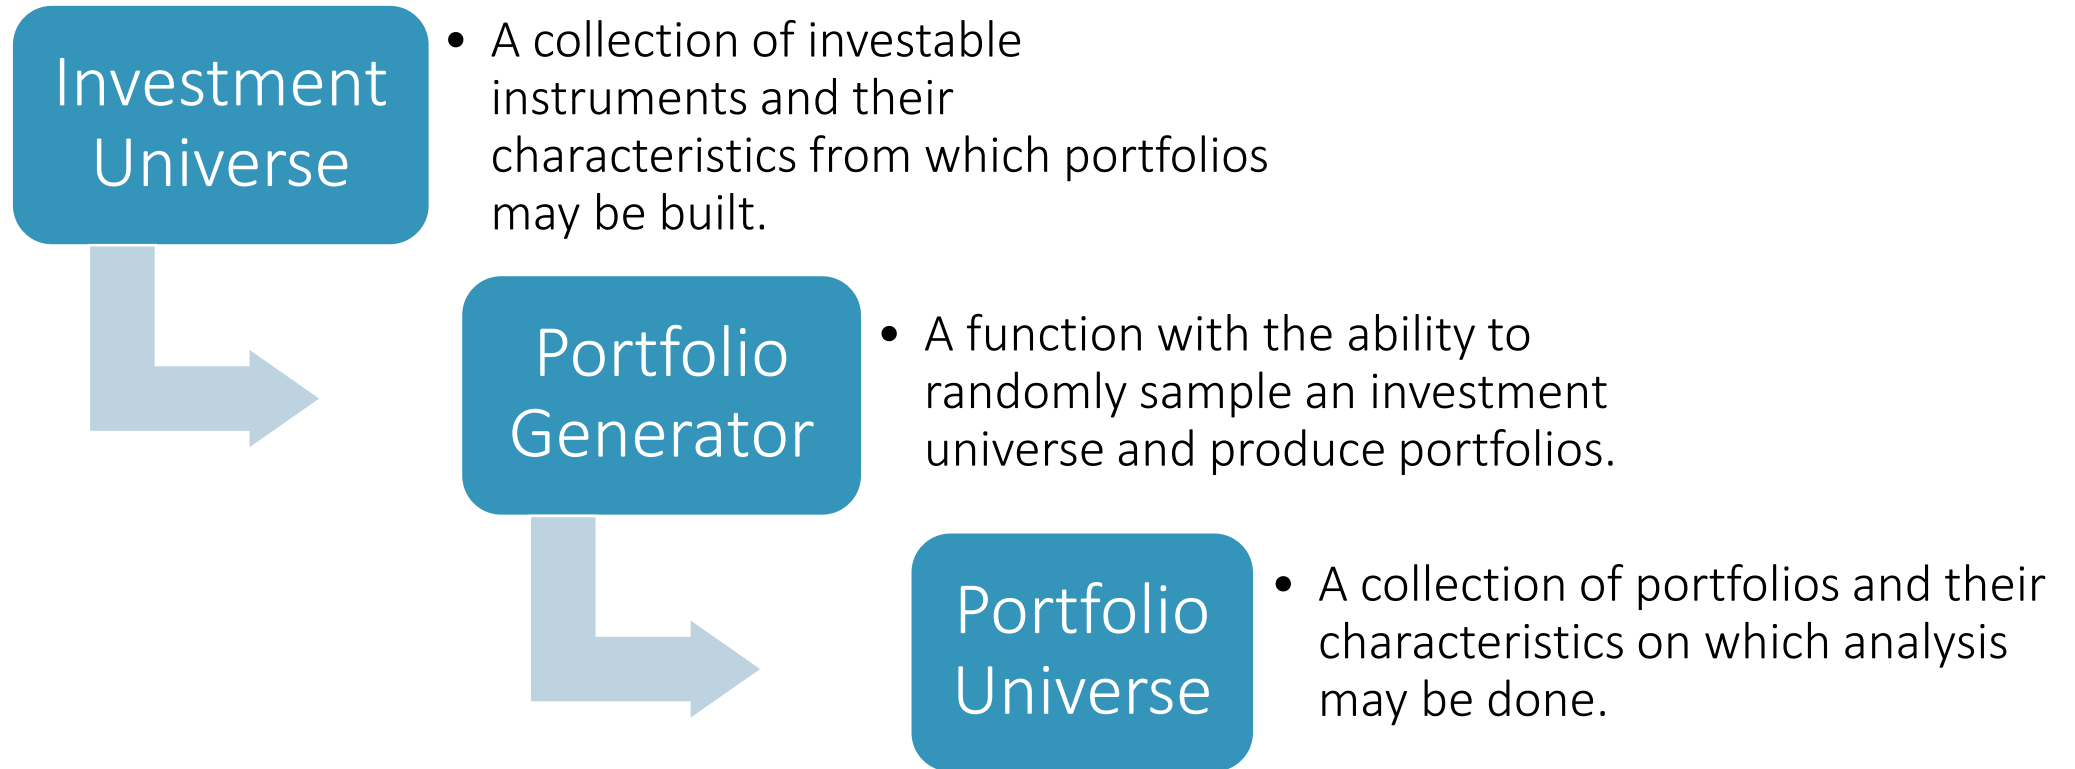 Investment
Universe
• A collection of investable
instruments and their
characteristics from which portfolios
may be built.
Portfolio
Generator
• A function with the ability to
randomly sample an investment
universe and produce portfolios.
Portfolio
Universe
• A collection of portfolios and their
characteristics on which analysis
may be done.